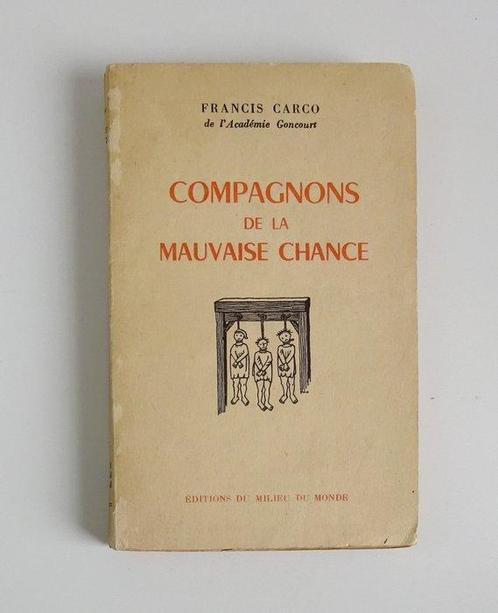 FRANCIS CARCO
de l'Académie Goncourt
COMPAGNONS
DE LA
MAUVAISE CHANCE
ÉDITIONS DU MILIEU DU MONDE